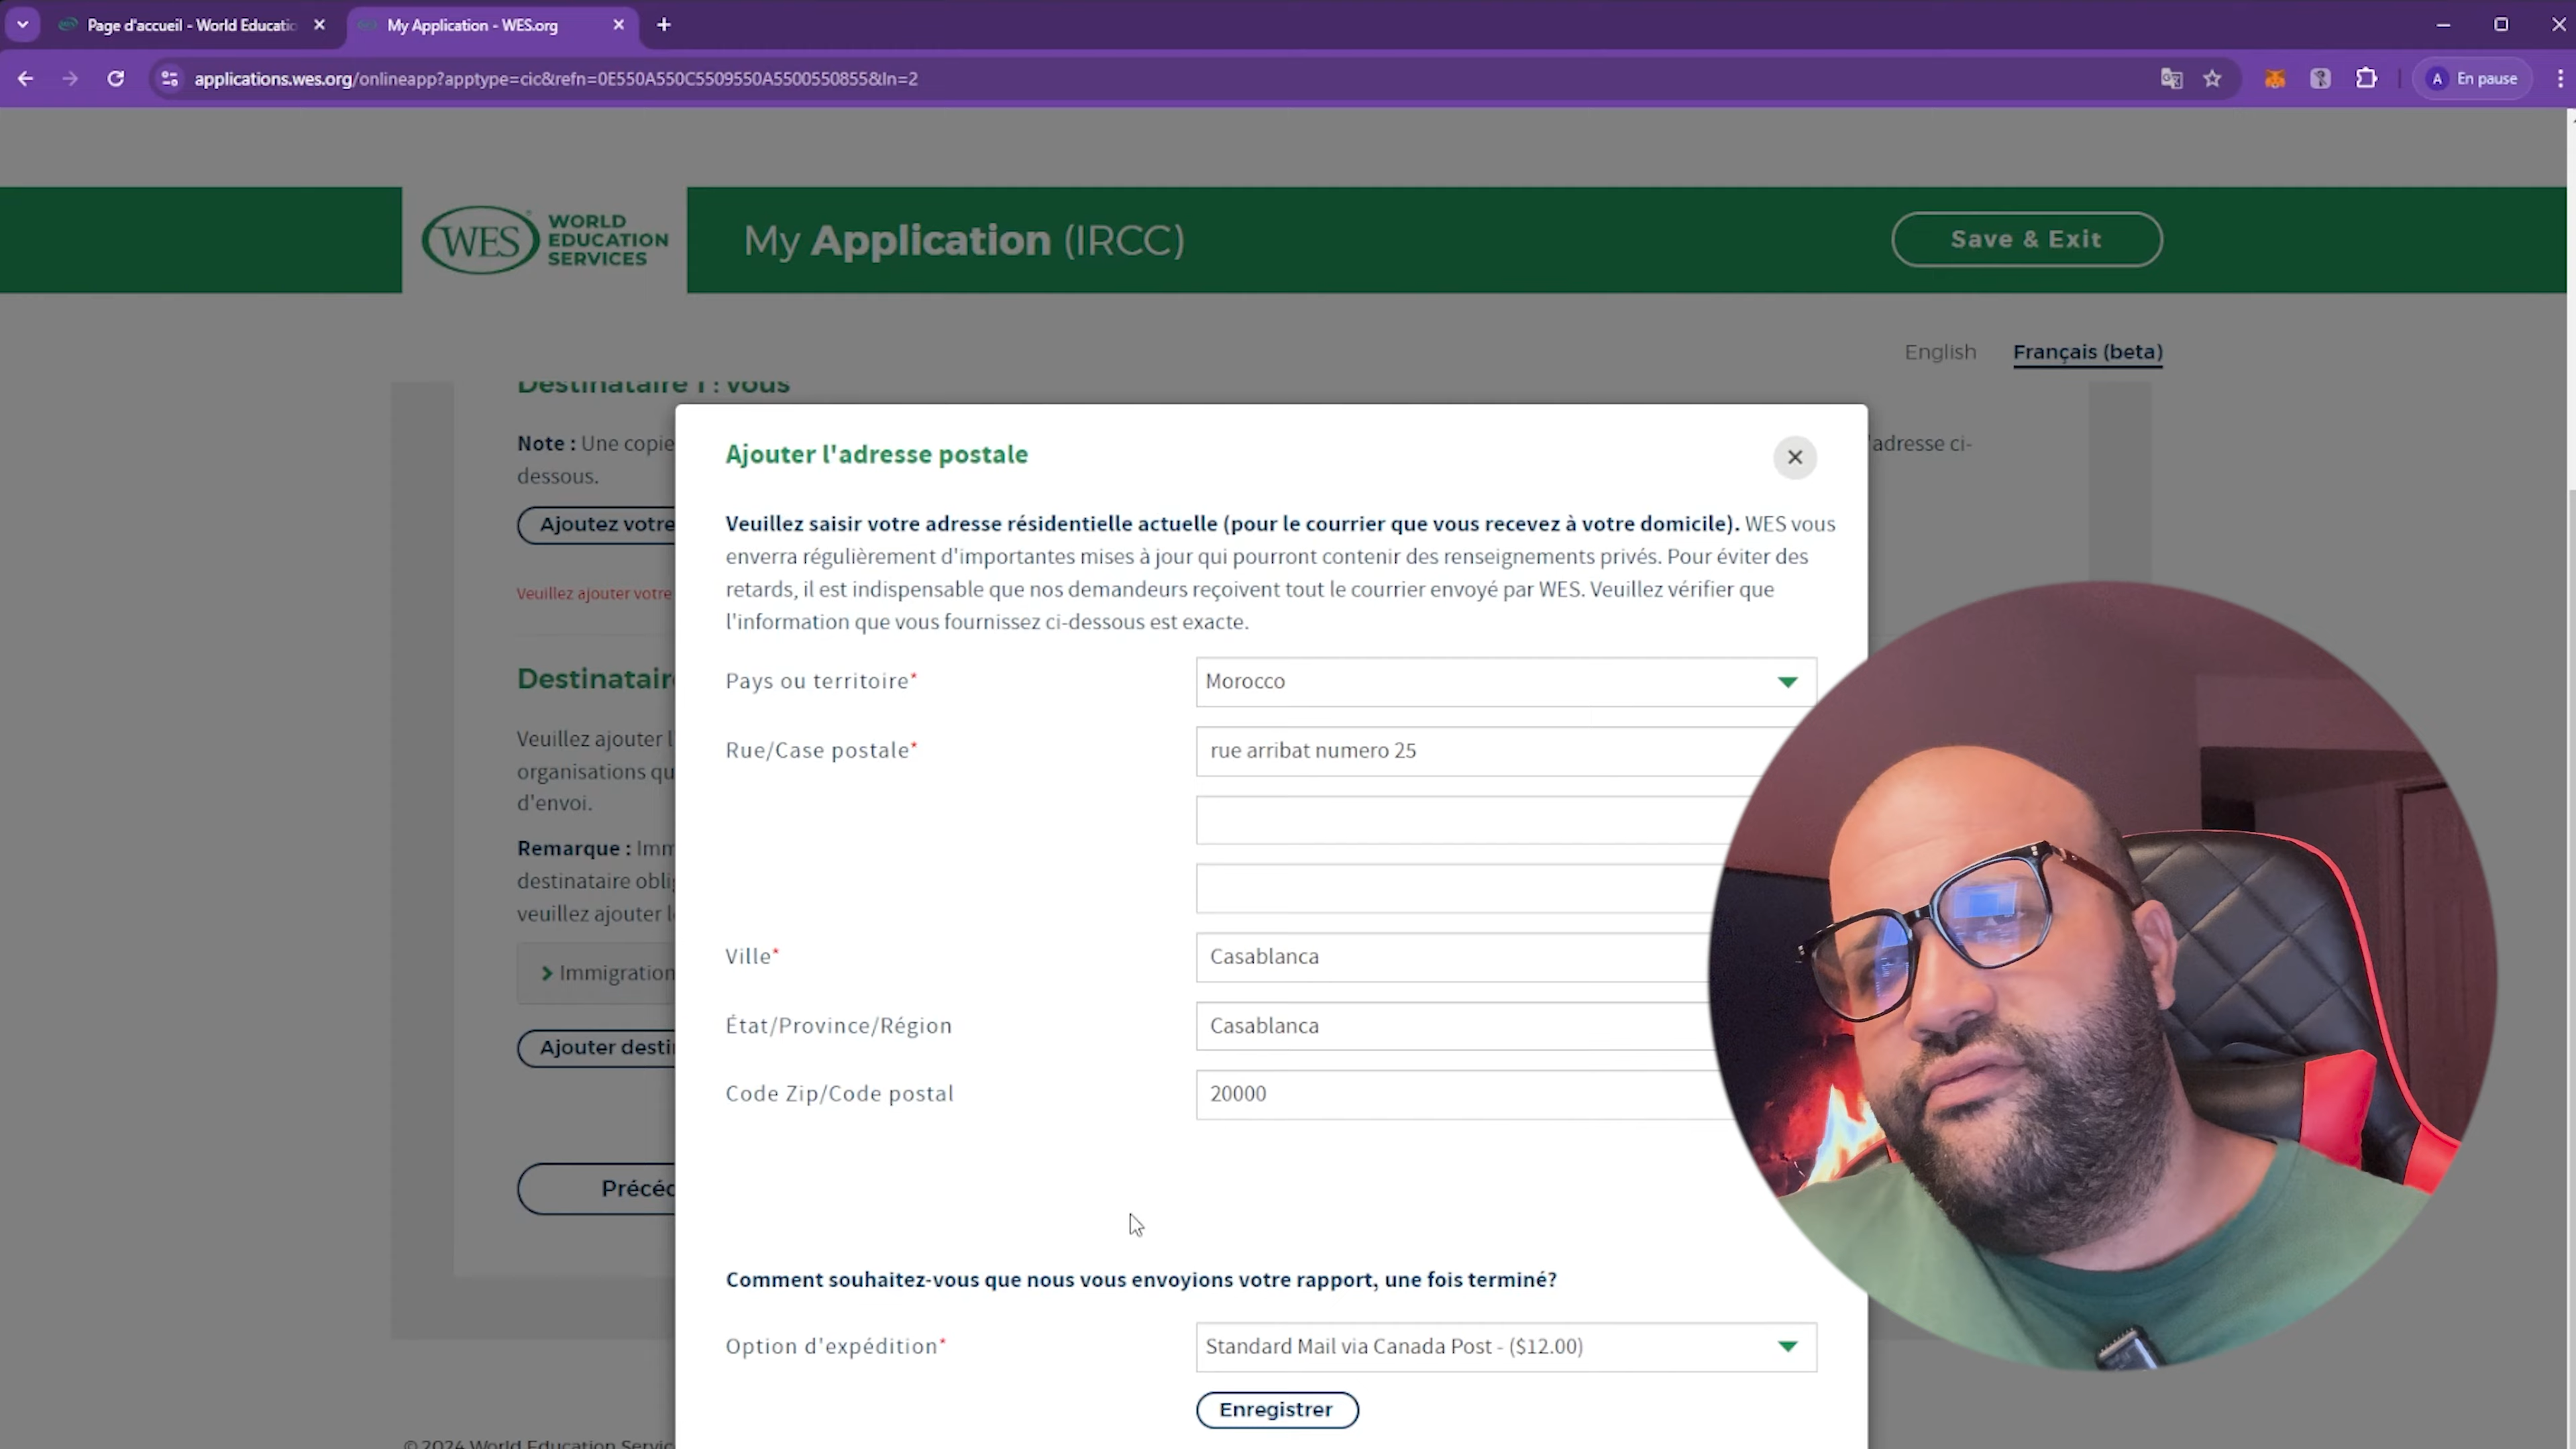 Page d'accueil - World Educatio
My Application - WES.org
applications.wes.org/onlineapp?apptype=cic&refn=0E550A550C5509550A5500550855&ln=2
A En pause
WES WORLD EDUCATION SERVICES
My Application (IRCC)
Save & Exit
English
Français (beta)
Destinataire 1 : vous
Note : Une copie
'adresse ci-
dessous.
Ajoutez votre
Veuillez ajouter votre
Destinatair
Veuillez ajouter l
organisations qu
d'envoi.
Remarque : Imm
destinataire obli
veuillez ajouter l
Immigration
Ajouter desti
Précéd
© 2024 World Education Servic
Ajouter l'adresse postale
Veuillez saisir votre adresse résidentielle actuelle (pour le courrier que vous recevez à votre domicile). WES vous
enverra régulièrement d'importantes mises à jour qui pourront contenir des renseignements privés. Pour éviter des
retards, il est indispensable que nos demandeurs reçoivent tout le courrier envoyé par WES. Veuillez vérifier que
l'information que vous fournissez ci-dessous est exacte.
Pays ou territoire* Morocco
Rue/Case postale* rue arribat numero 25
Ville* Casablanca
État/Province/Région Casablanca
Code Zip/Code postal 20000
Comment souhaitez-vous que nous vous envoyions votre rapport, une fois terminé?
Option d'expédition* Standard Mail via Canada Post - ($12.00)
Enregistrer